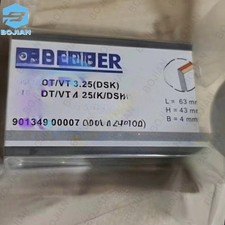 BOJIAN
BECKER
DT/VT 3.25(DSK)
DT/VT 4.25/K/DSK
L = 63 mm
H = 43 mm
B = 4 mm
901349 00007